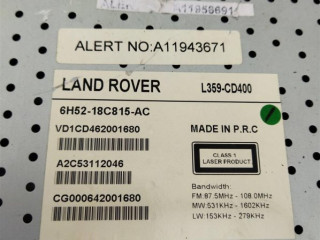 ALERT NO:A11943671
LAND ROVER
L359-CD400
6H52-18C815-AC
VD1CD462001680
MADE IN P.R.C
A2C53112046
CLASS 1
LASER PRODUCT
CG000642001680
Bandwidth:
FM:87.5MHz - 108.0MHz
MW:531KHz - 1602KHz
LW:153KHz - 279KHz